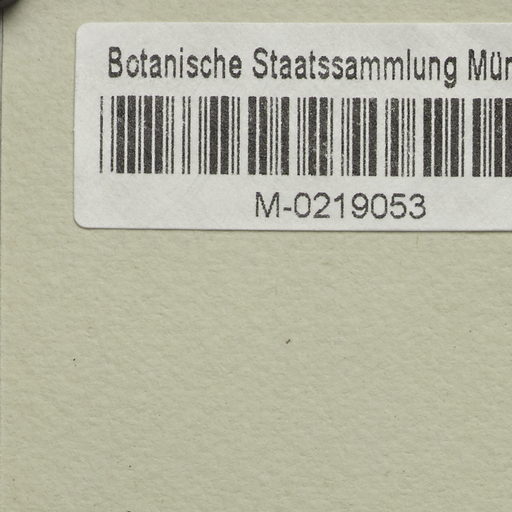 Botanische Staatssammlung Mün
M-0219053